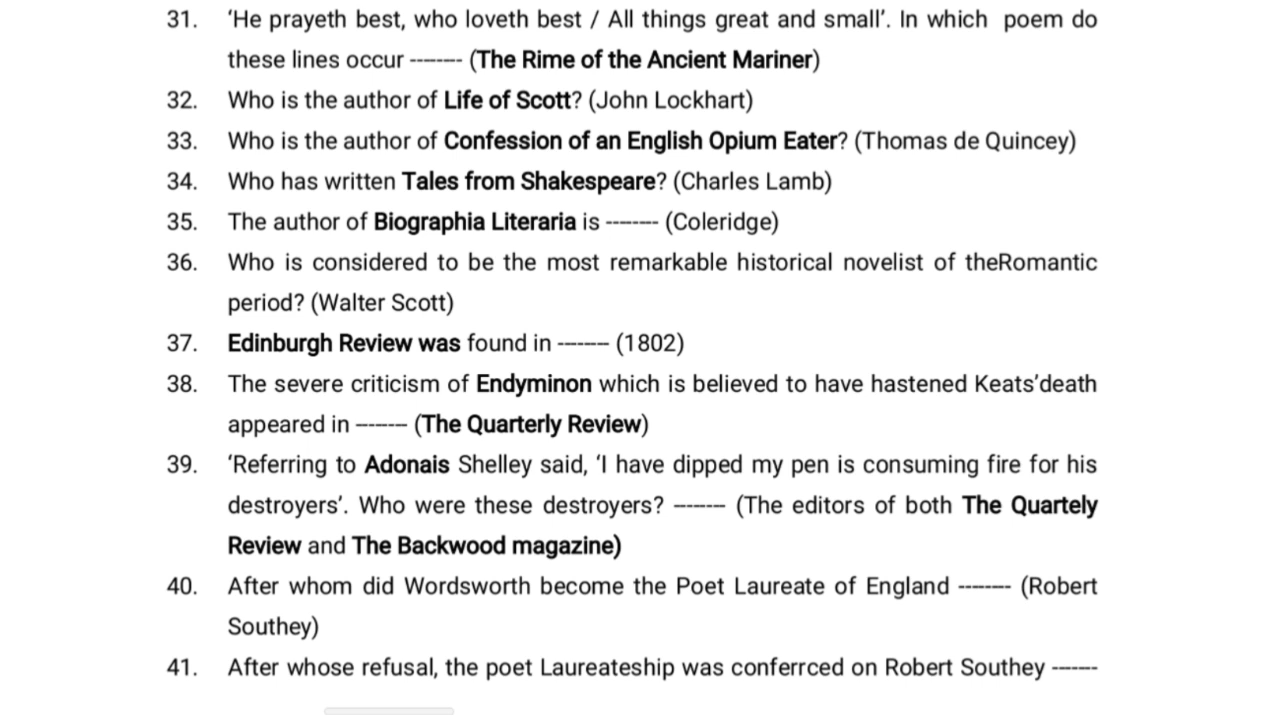 31. ‘He prayeth best, who loveth best / All things great and small’. In which poem do
these lines occur ------- (The Rime of the Ancient Mariner)
32. Who is the author of Life of Scott? (John Lockhart)
33. Who is the author of Confession of an English Opium Eater? (Thomas de Quincey)
34. Who has written Tales from Shakespeare? (Charles Lamb)
35. The author of Biographia Literaria is ------- (Coleridge)
36. Who is considered to be the most remarkable historical novelist of theRomantic
period? (Walter Scott)
37. Edinburgh Review was found in ------- (1802)
38. The severe criticism of Endyminon which is believed to have hastened Keats’death
appeared in ------- (The Quarterly Review)
39. ‘Referring to Adonais Shelley said, ‘I have dipped my pen is consuming fire for his
destroyers’. Who were these destroyers? ------- (The editors of both The Quartely
Review and The Backwood magazine)
40. After whom did Wordsworth become the Poet Laureate of England ------- (Robert
Southey)
41. After whose refusal, the poet Laureateship was conferrced on Robert Southey ------